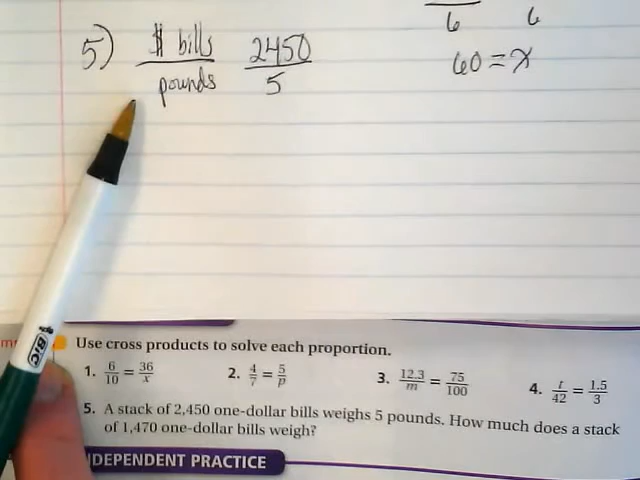 6 6
60 = x
5) $ bills 2450
pounds 5
BIC
Use cross products to solve each proportion.
1. 6/10 = 36/x 2. 4/7 = 5/p 3. 12.3/m = 75/100 4. t/42 = 1.5/3
5. A stack of 2,450 one-dollar bills weighs 5 pounds. How much does a stack
of 1,470 one-dollar bills weigh?
DEPENDENT PRACTICE